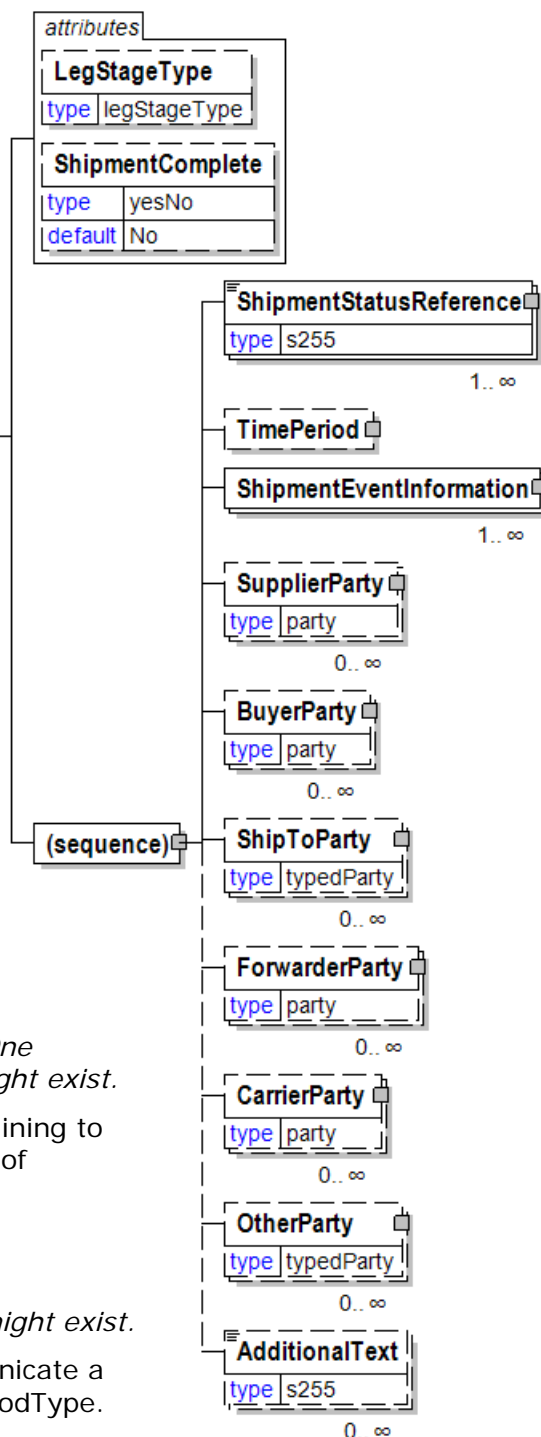 attributes
LegStageType
type legStageType
ShipmentComplete
type yesNo
default No
ShipmentStatusReference
type s255
1.. ∞
TimePeriod
ShipmentEventInformation
1.. ∞
SupplierParty
type party
0.. ∞
BuyerParty
type party
0.. ∞
(sequence)
ShipToParty
type typedParty
0.. ∞
ForwarderParty
type party
0.. ∞
CarrierParty
type party
0.. ∞
OtherParty
type typedParty
0.. ∞
AdditionalText
type s255
0.. ∞
ght exist.
ining to
of
night exist.
nicate a
odType.